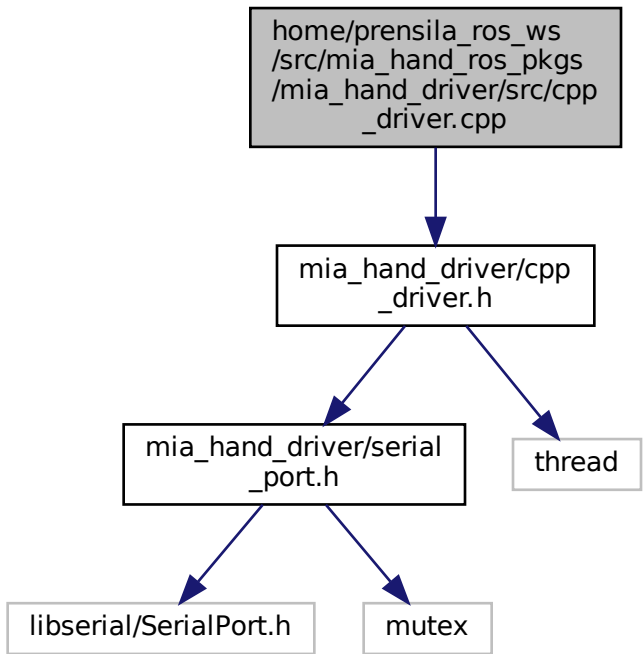 home/prensila_ros_ws
/src/mia_hand_ros_pkgs
/mia_hand_driver/src/cpp
_driver.cpp
mia_hand_driver/cpp
_driver.h
mia_hand_driver/serial
_port.h
thread
libserial/SerialPort.h
mutex